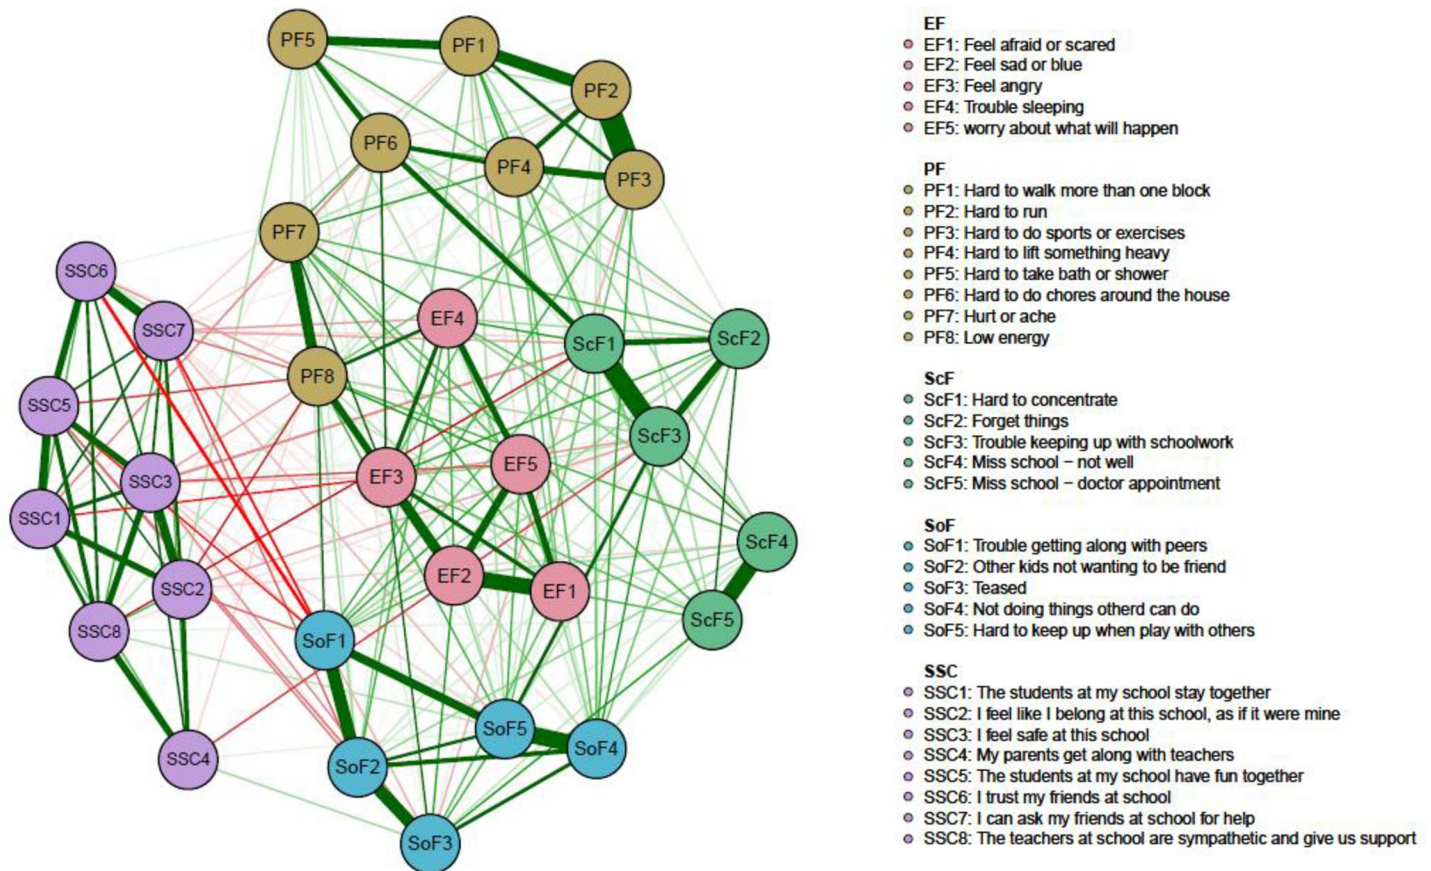 PF5
PF1
PF2
PF6
PF4
PF3
PF7
SSC6
SSC7
EF4
ScF1
ScF2
PF8
SSC5
ScF3
SSC3
EF3
EF5
SSC1
ScF4
SSC2
EF2
EF1
ScF5
SSC8
SoF1
SoF5
SoF4
SSC4
SoF2
SoF3
EF
EF1: Feel afraid or scared
EF2: Feel sad or blue
EF3: Feel angry
EF4: Trouble sleeping
EF5: worry about what will happen
PF
PF1: Hard to walk more than one block
PF2: Hard to run
PF3: Hard to do sports or exercises
PF4: Hard to lift something heavy
PF5: Hard to take bath or shower
PF6: Hard to do chores around the house
PF7: Hurt or ache
PF8: Low energy
ScF
ScF1: Hard to concentrate
ScF2: Forget things
ScF3: Trouble keeping up with schoolwork
ScF4: Miss school − not well
ScF5: Miss school − doctor appointment
SoF
SoF1: Trouble getting along with peers
SoF2: Other kids not wanting to be friend
SoF3: Teased
SoF4: Not doing things otherd can do
SoF5: Hard to keep up when play with others
SSC
SSC1: The students at my school stay together
SSC2: I feel like I belong at this school, as if it were mine
SSC3: I feel safe at this school
SSC4: My parents get along with teachers
SSC5: The students at my school have fun together
SSC6: I trust my friends at school
SSC7: I can ask my friends at school for help
SSC8: The teachers at school are sympathetic and give us support